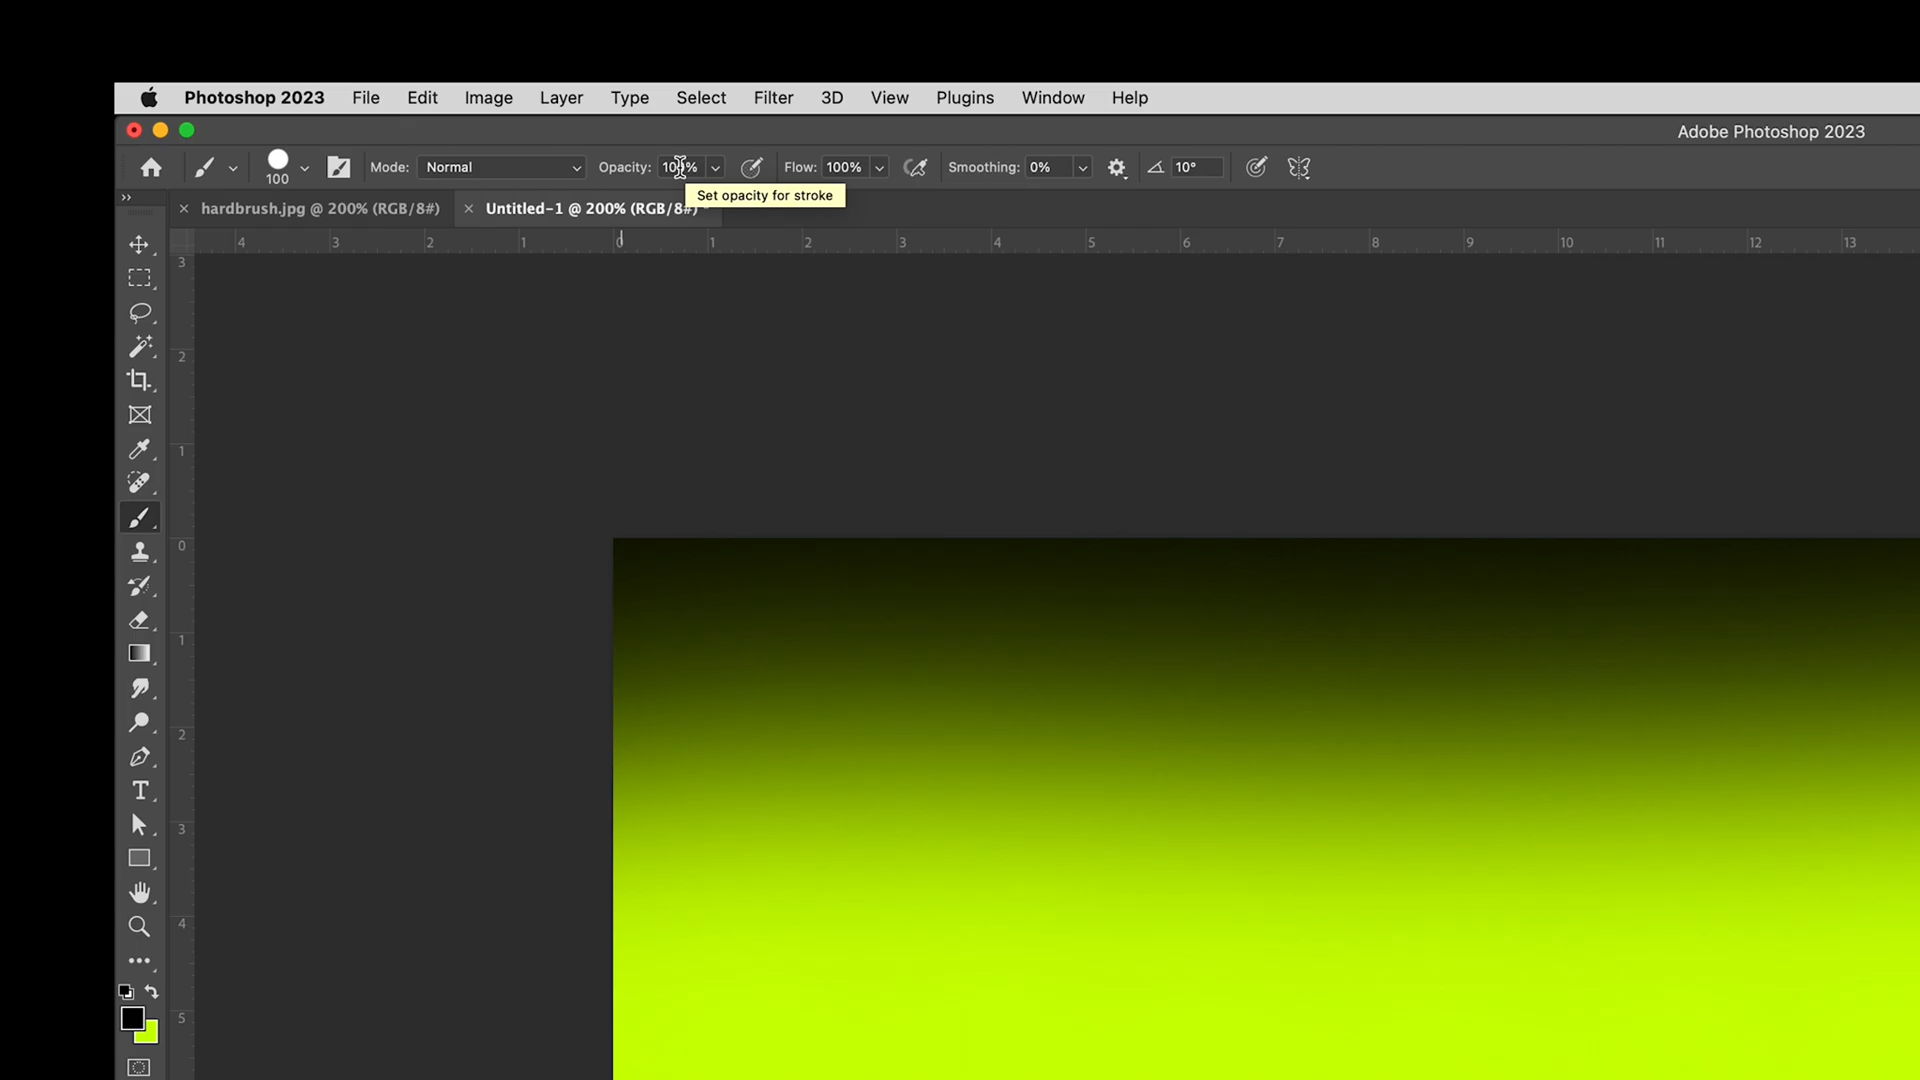 Photoshop 2023 File Edit Image Layer Type Select Filter 3D View Plugins Window Help
Adobe Photoshop 2023
100 Mode: Normal Opacity: 100% Flow: 100% Smoothing: 0% 10°
Set opacity for stroke
hardbrush.jpg @ 200% (RGB/8#) Untitled-1 @ 200% (RGB/8#) *
4 3 2 1 0 1 2 3 4 5 6 7 8 9 10 11 12 13
3
2
1
0
1
2
3
4
5